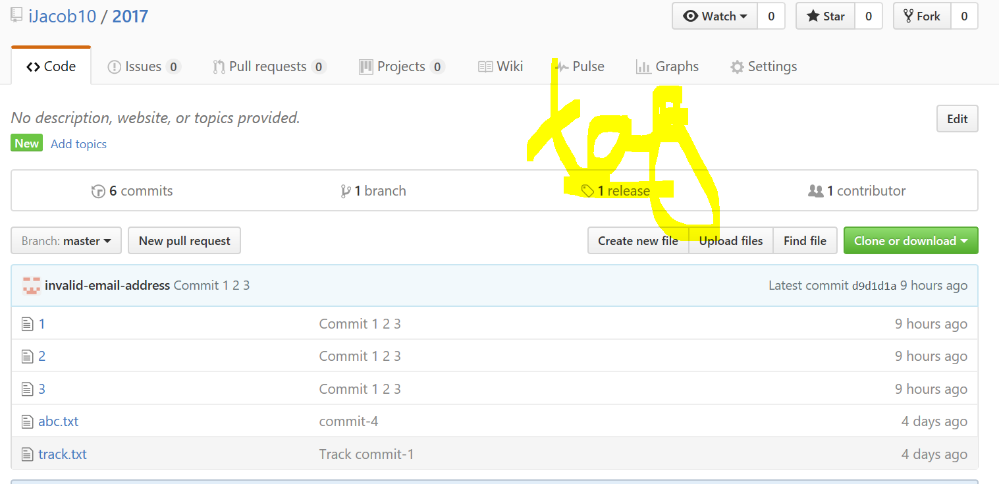 iJacob10 / 2017
Watch 0 Star 0 Fork 0
Code Issues 0 Pull requests 0 Projects 0 Wiki Pulse Graphs Settings
No description, website, or topics provided.
Edit
New Add topics
6 commits 1 branch 1 release 1 contributor
Branch: master New pull request Create new file Upload files Find file Clone or download
invalid-email-address Commit 1 2 3 Latest commit d9d1d1a 9 hours ago
1 Commit 1 2 3 9 hours ago
2 Commit 1 2 3 9 hours ago
3 Commit 1 2 3 9 hours ago
abc.txt commit-4 4 days ago
track.txt Track commit-1 4 days ago